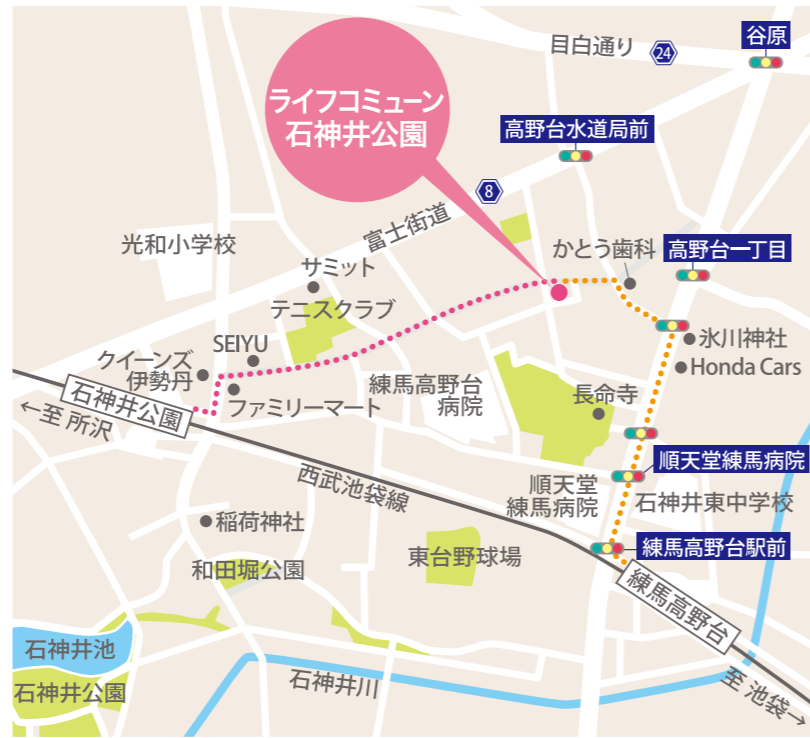 目白通り
24
谷原
ライフコミューン
石神井公園
高野台水道局前
8
富士街道
光和小学校
かとう歯科
高野台一丁目
サミット
テニスクラブ
SEIYU
氷川神社
クイーンズ
伊勢丹
Honda Cars
練馬高野台
病院
長命寺
ファミリーマート
石神井公園
←至 所沢
西武池袋線
順天堂練馬病院
順天堂
練馬病院
石神井東中学校
稲荷神社
練馬高野台駅前
東台野球場
和田堀公園
練馬高野台
石神井池
石神井川
石神井公園
至 池袋→